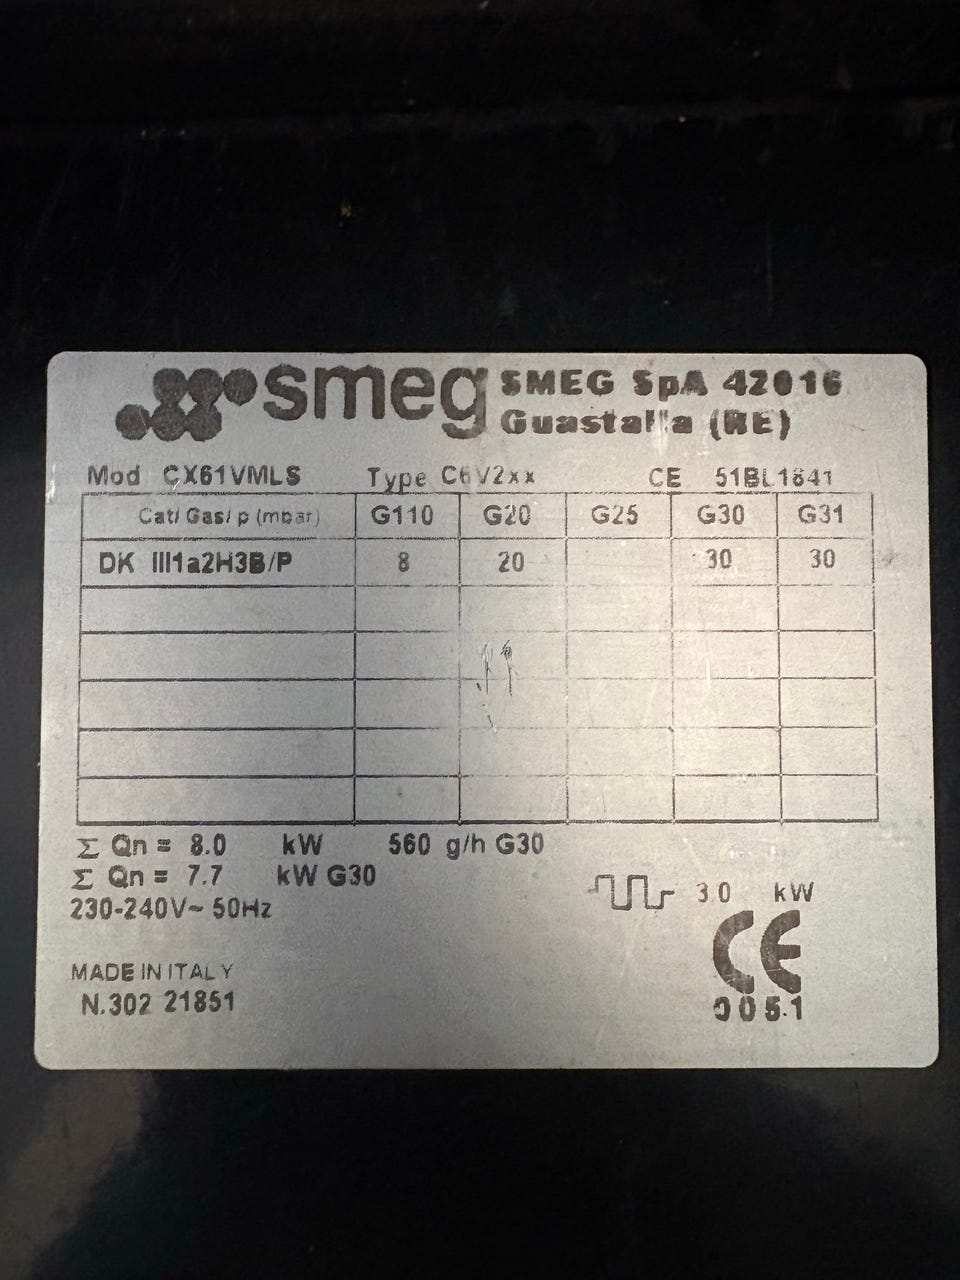 smeg SMEG SpA 42016
Guastalla (RE)
Mod CX61VMLS Type C6V2xx CE 51BL1841
Cat/ Gas/ p (mbar) G110 G20 G25 G30 G31
DK III1a2H3B/P 8 20 30 30
Σ Qn = 8.0 kW 560 g/h G30
Σ Qn = 7.7 kW G30
230-240V~ 50Hz
3.0 kW
CE
0051
MADE IN ITALY
N.302 21851